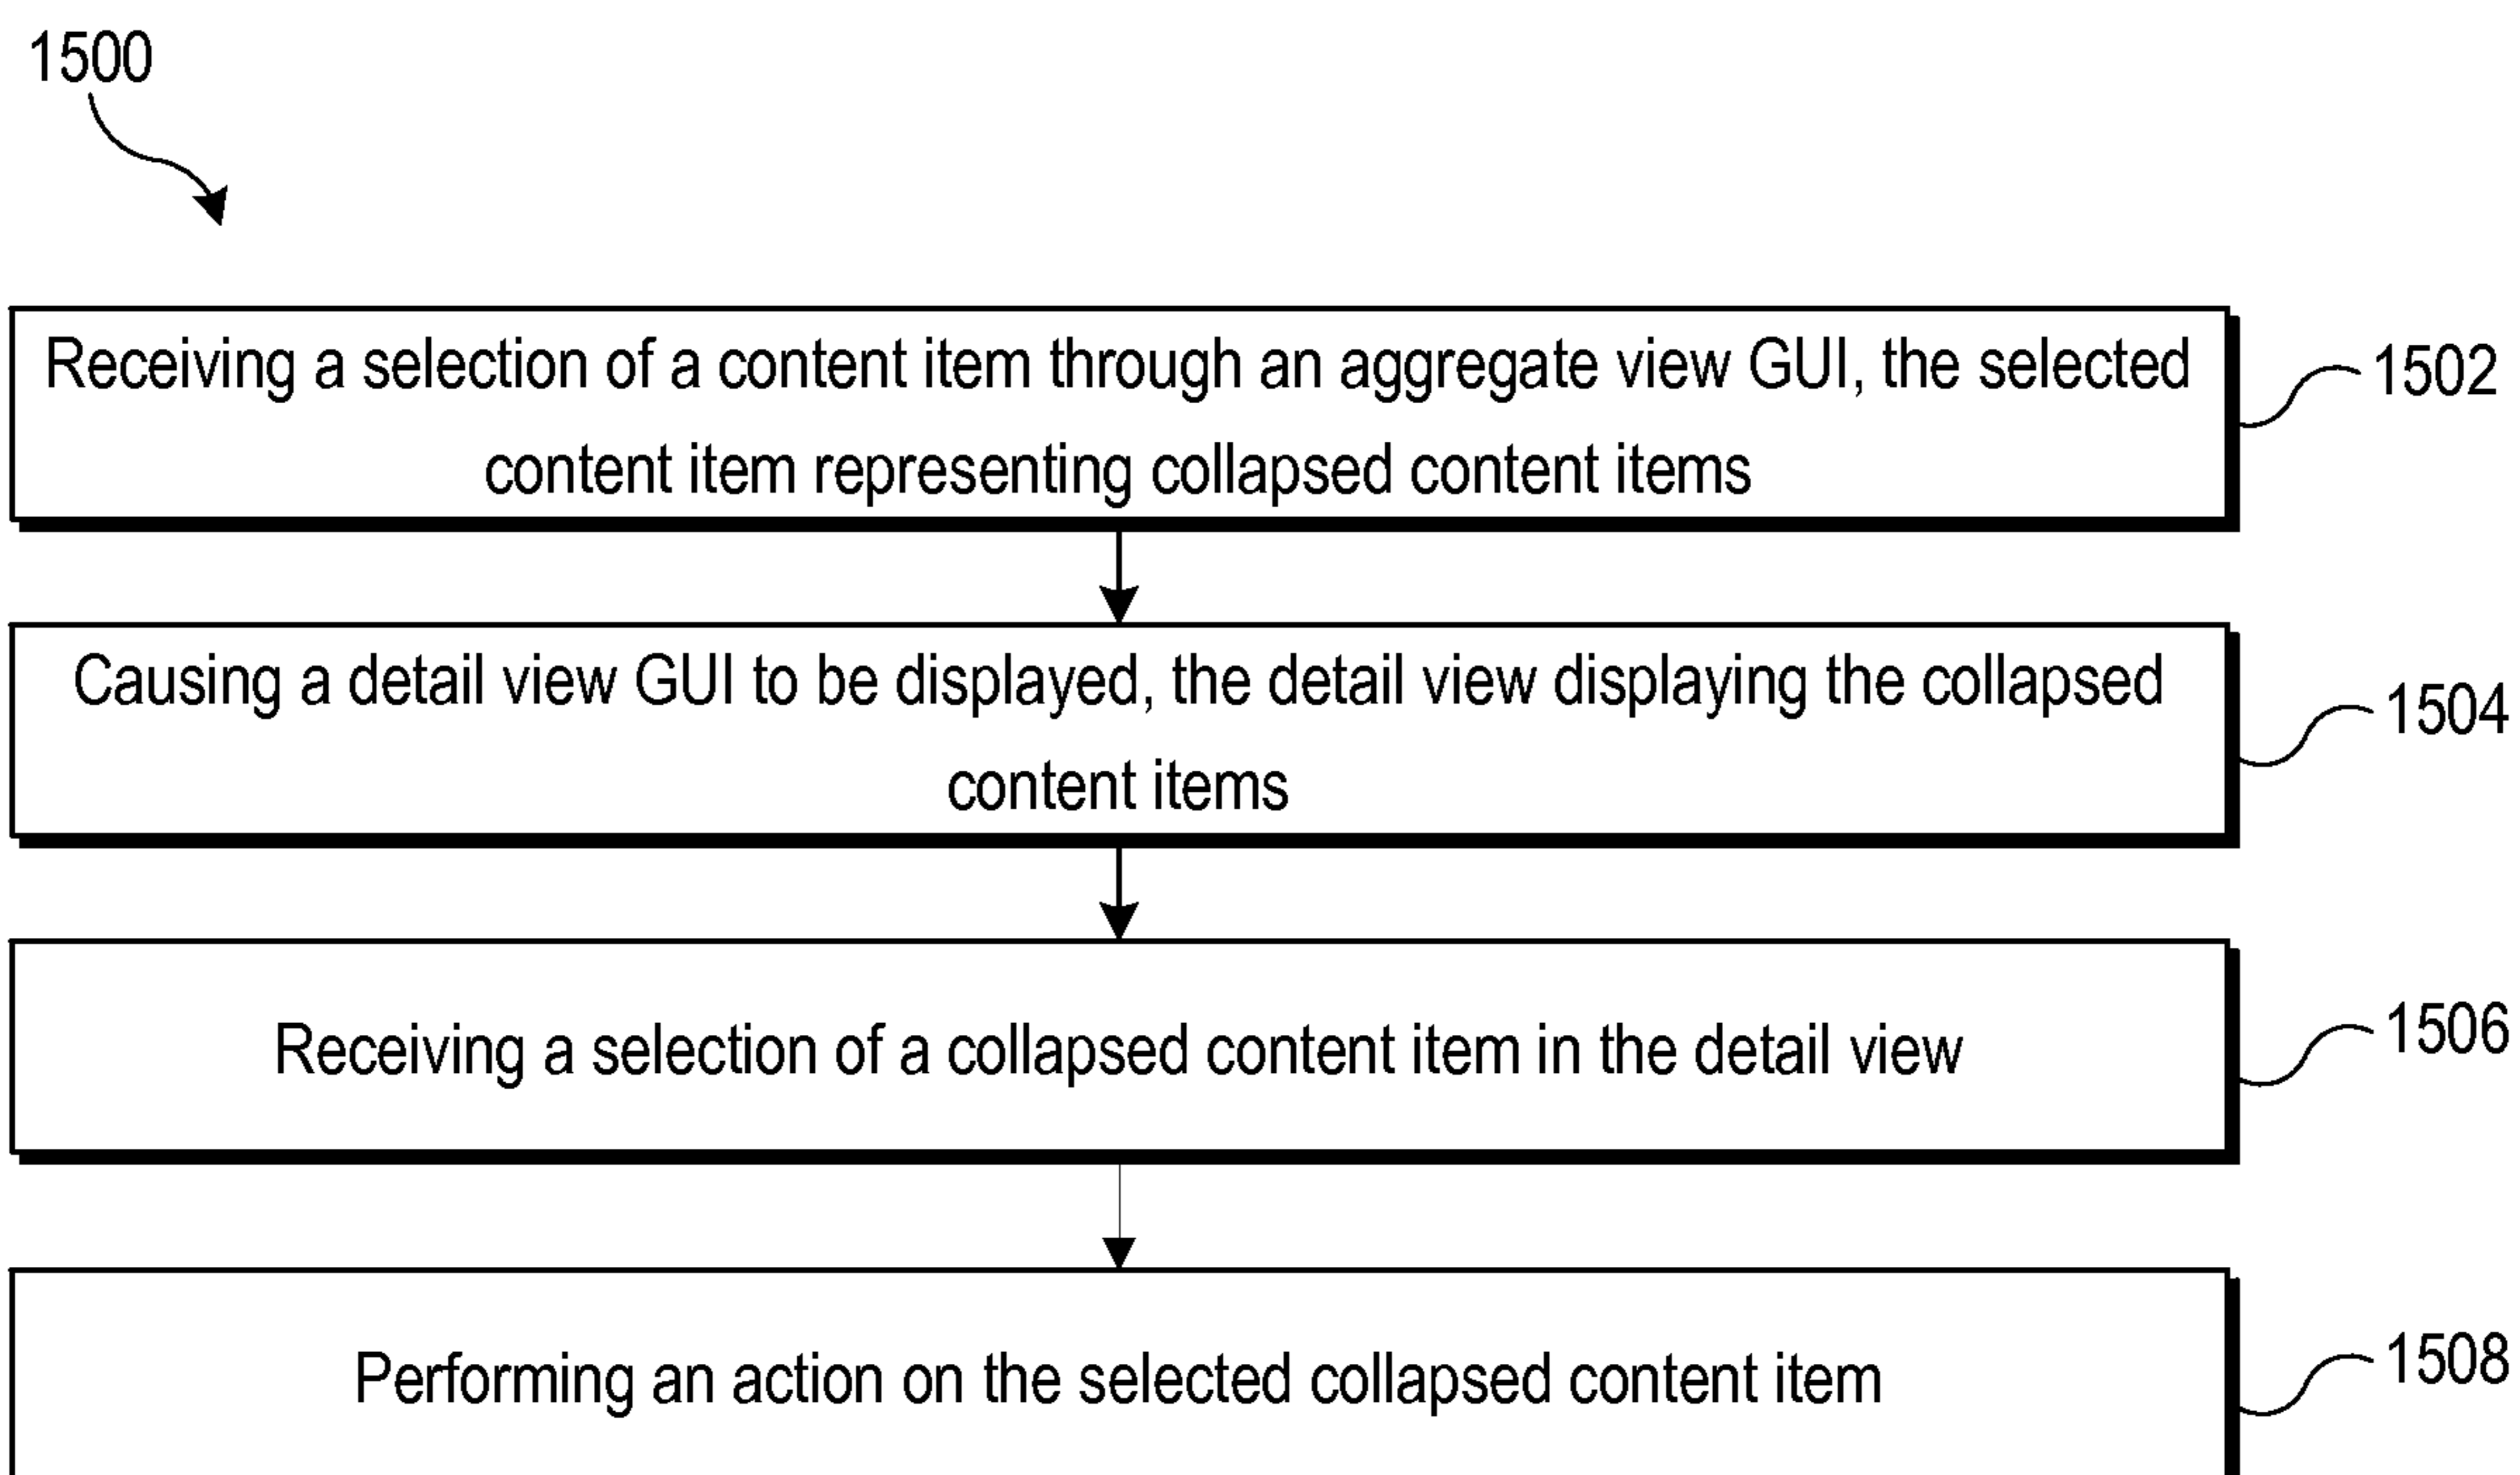 1500
Receiving a selection of a content item through an aggregate view GUI, the selected
content item representing collapsed content items
1502
Causing a detail view GUI to be displayed, the detail view displaying the collapsed
content items
1504
Receiving a selection of a collapsed content item in the detail view
1506
Performing an action on the selected collapsed content item
1508